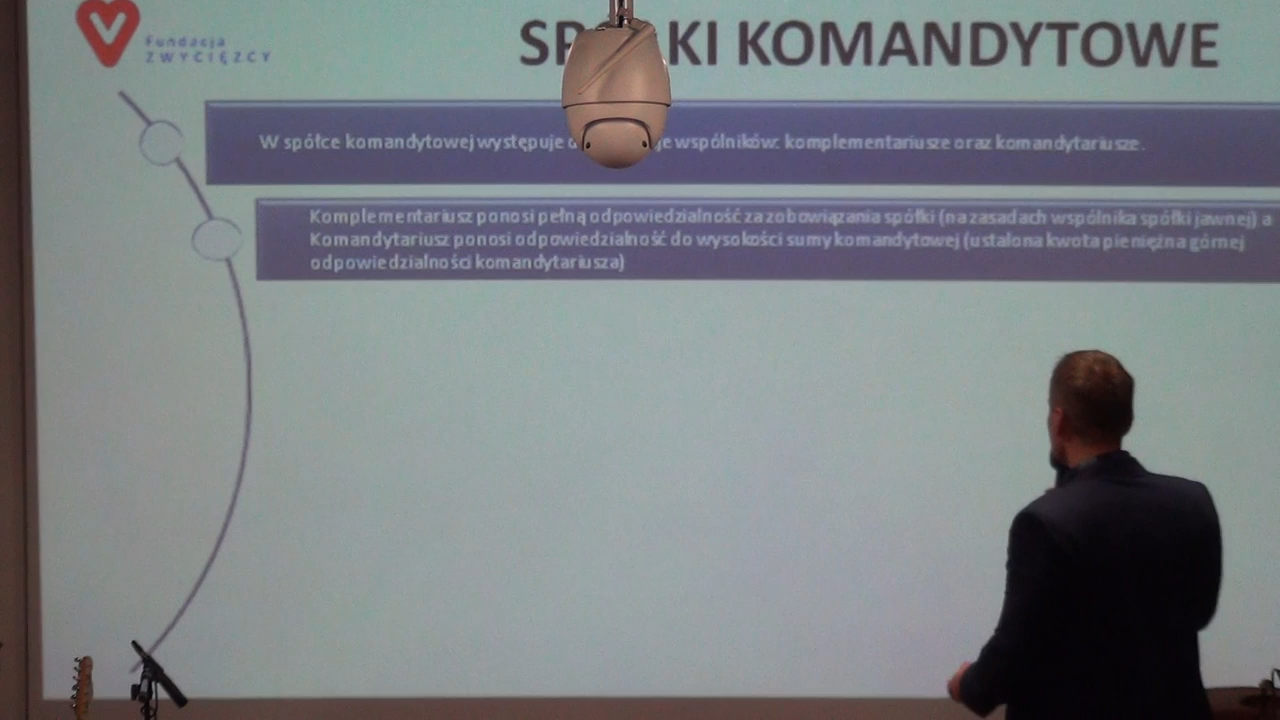 Fundacja
ZWYCIĘZCY
KOMANDYTOWE
W spółce komandytowej występuje wspólników: komplementariusze oraz komandytariusze.
Komplementariusz ponosi pełną odpowiedzialność za zobowiązania spółki (na zasadach wspólnika spółki jawnej) a
Komandytariusz ponosi odpowiedzialność do wysokości sumy komandytowej (ustalona kwota pieniężna górnej
odpowiedzialności komandytariusza)